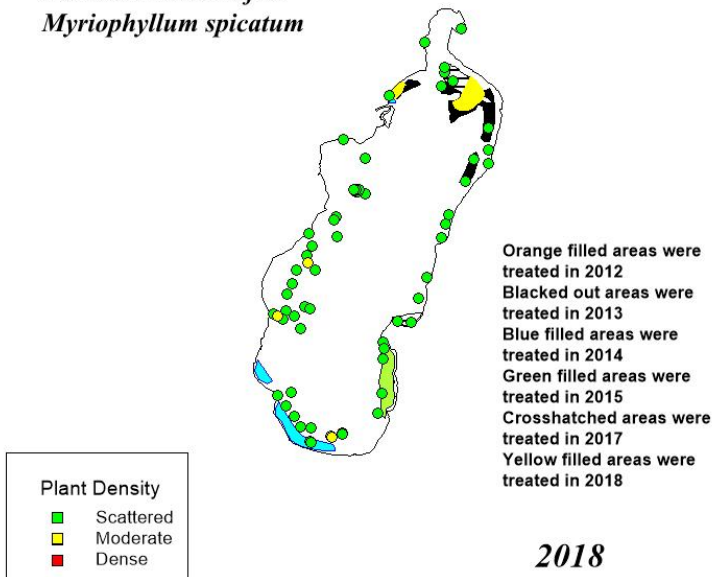 Myriophyllum spicatum
Orange filled areas were
treated in 2012
Blacked out areas were
treated in 2013
Blue filled areas were
treated in 2014
Green filled areas were
treated in 2015
Crosshatched areas were
treated in 2017
Yellow filled areas were
treated in 2018
Plant Density
Scattered
Moderate
Dense
2018